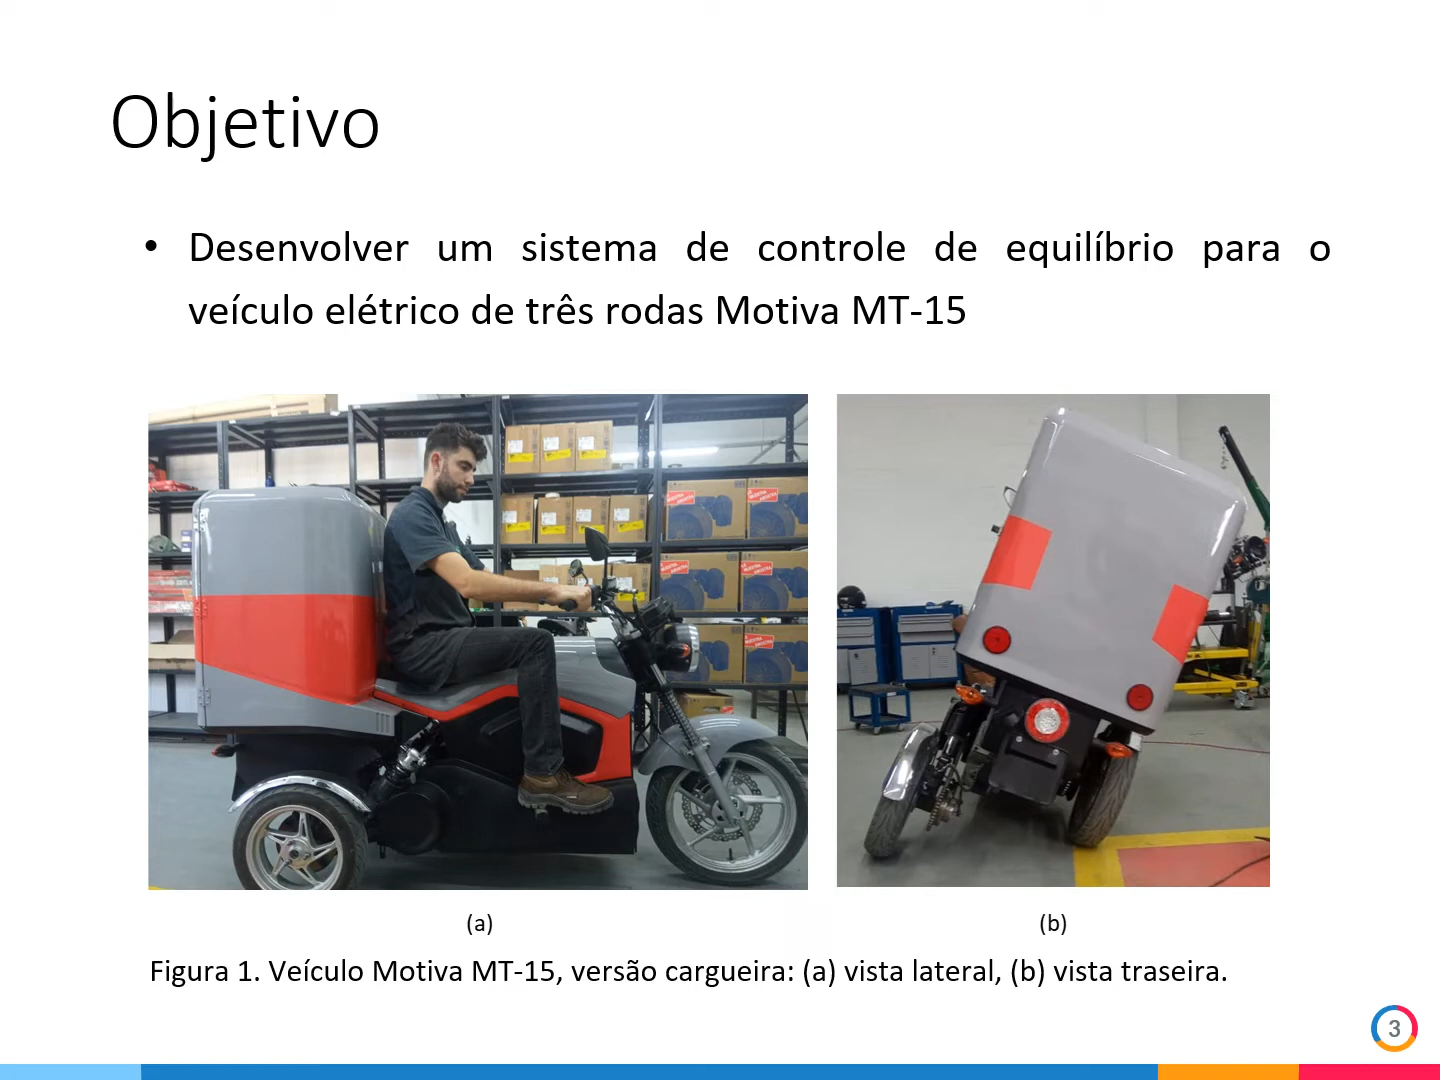 Objetivo
• Desenvolver um sistema de controle de equilíbrio para o
veículo elétrico de três rodas Motiva MT-15
(a)
(b)
Figura 1. Veículo Motiva MT-15, versão cargueira: (a) vista lateral, (b) vista traseira.
3